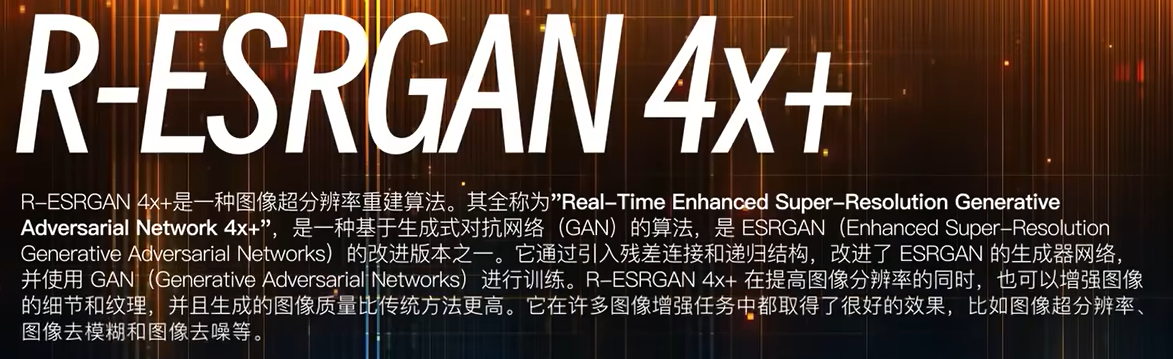 R-ESRGAN 4x+
R-ESRGAN 4x+是一种图像超分辨率重建算法。其全称为”Real-Time Enhanced Super-Resolution Generative
Adversarial Network 4x+”，是一种基于生成式对抗网络（GAN）的算法，是 ESRGAN（Enhanced Super-Resolution
Generative Adversarial Networks）的改进版本之一。它通过引入残差连接和递归结构，改进了 ESRGAN 的生成器网络，
并使用 GAN（Generative Adversarial Networks）进行训练。R-ESRGAN 4x+ 在提高图像分辨率的同时，也可以增强图像
的细节和纹理，并且生成的图像质量比传统方法更高。它在许多图像增强任务中都取得了很好的效果，比如图像超分辨率、
图像去模糊和图像去噪等。